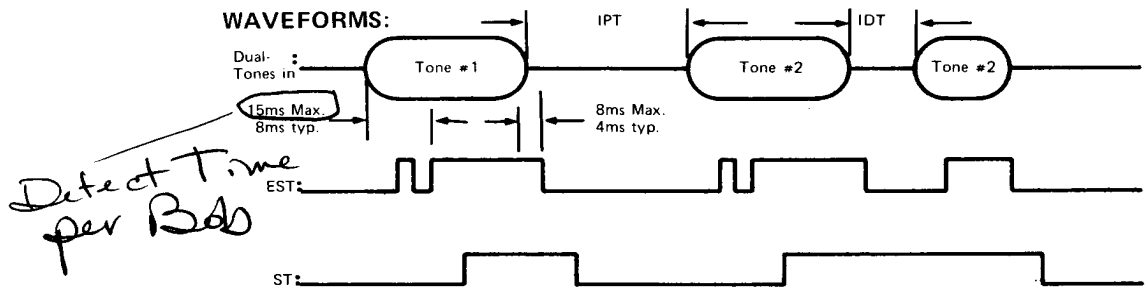 WAVEFORMS:
IPT
IDT
Dual-
Tones in :
Tone #1
Tone #2
Tone #2
15ms Max.
8ms typ.
8ms Max.
4ms typ.
Detect Time
per Bob
EST:
ST: